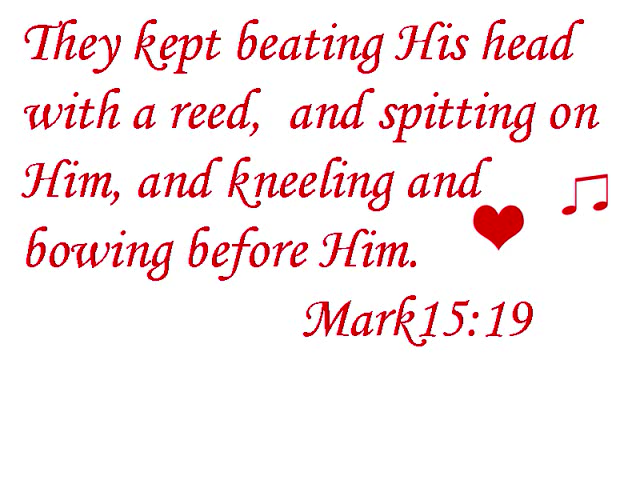 They kept beating His head
with a reed,  and spitting on
Him, and kneeling and
bowing before Him.
Mark15:19